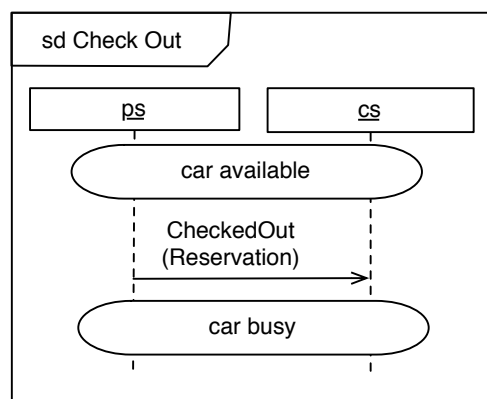 sd Check Out
ps
cs
car available
CheckedOut
(Reservation)
car busy